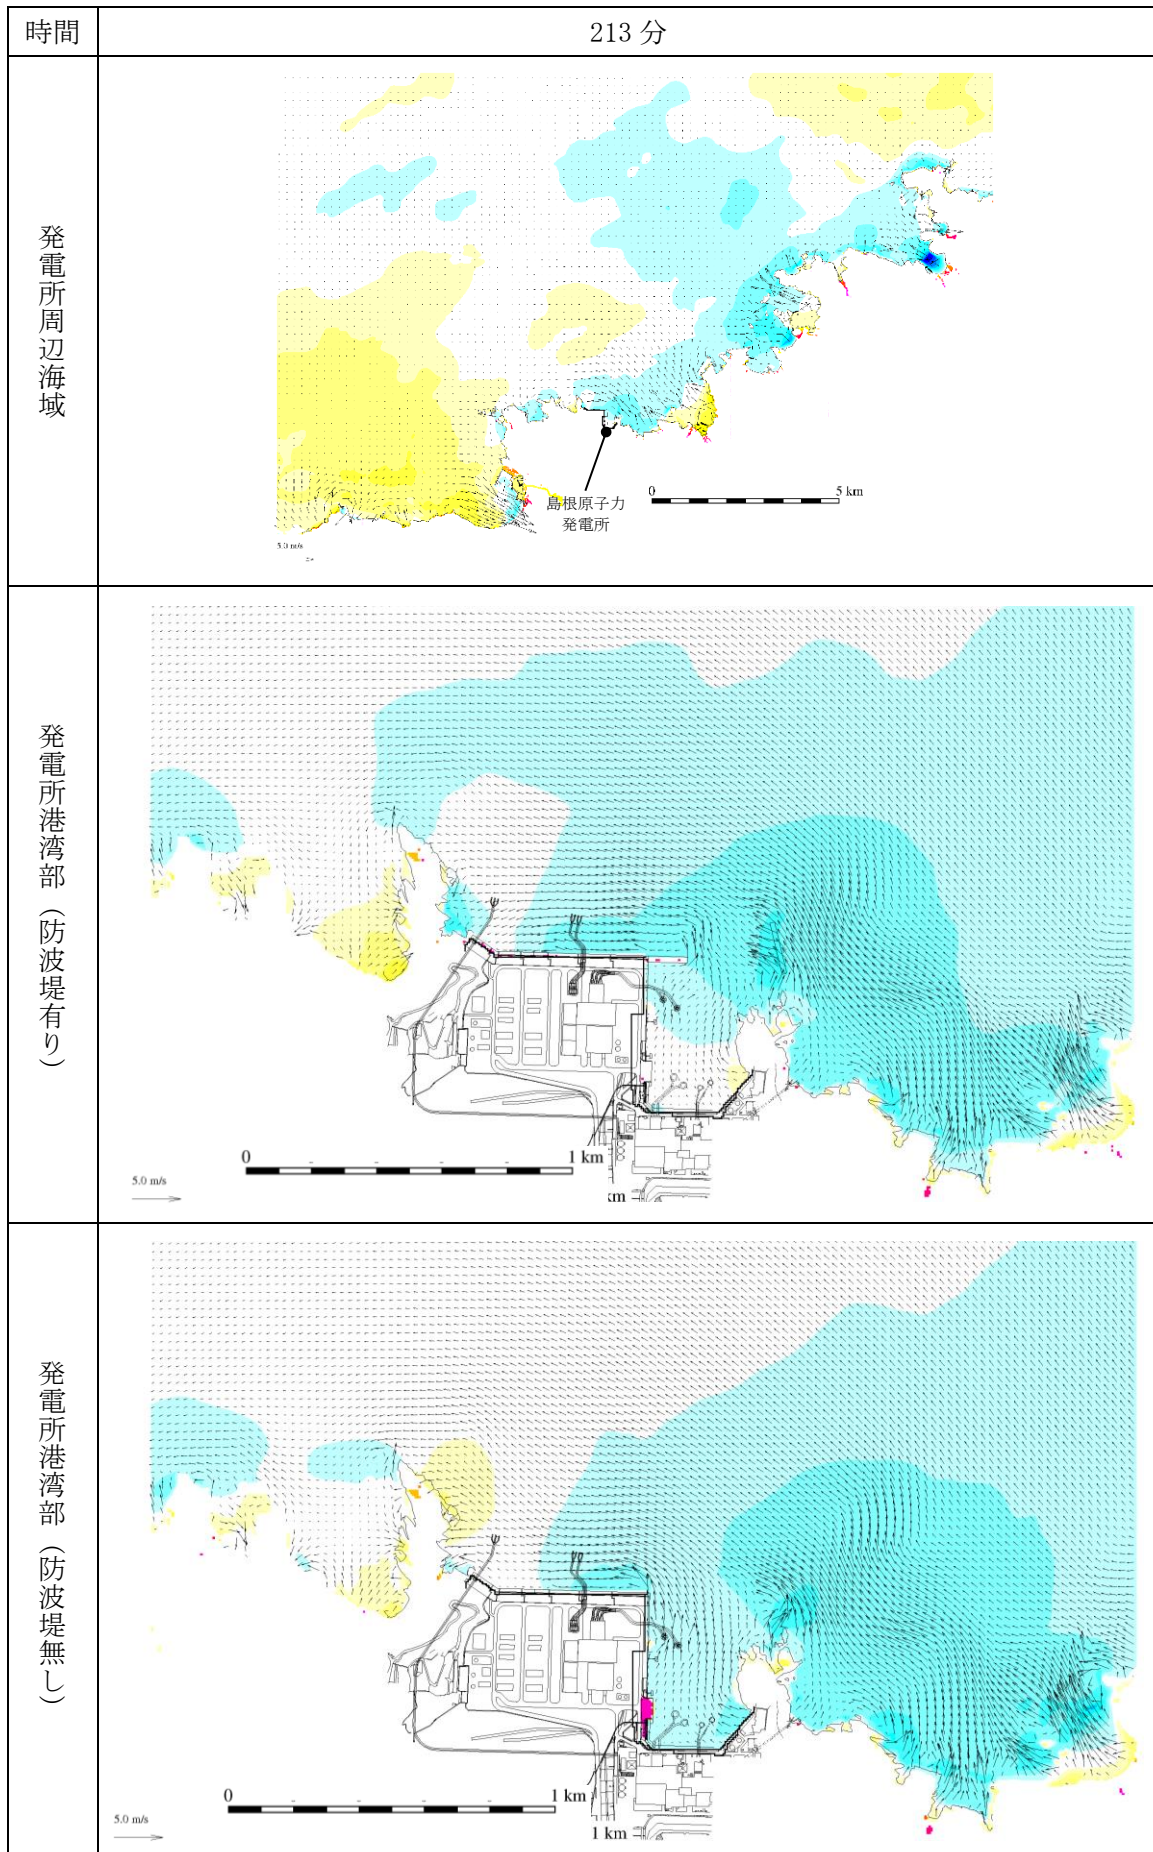 時間
213 分
発電所周辺海域
島根原子力
発電所
0
5 km
5.0 m/s
発電所港湾部（防波堤有り）
0
1 km
5.0 m/s
km
発電所港湾部（防波堤無し）
0
1 km
5.0 m/s
1 km